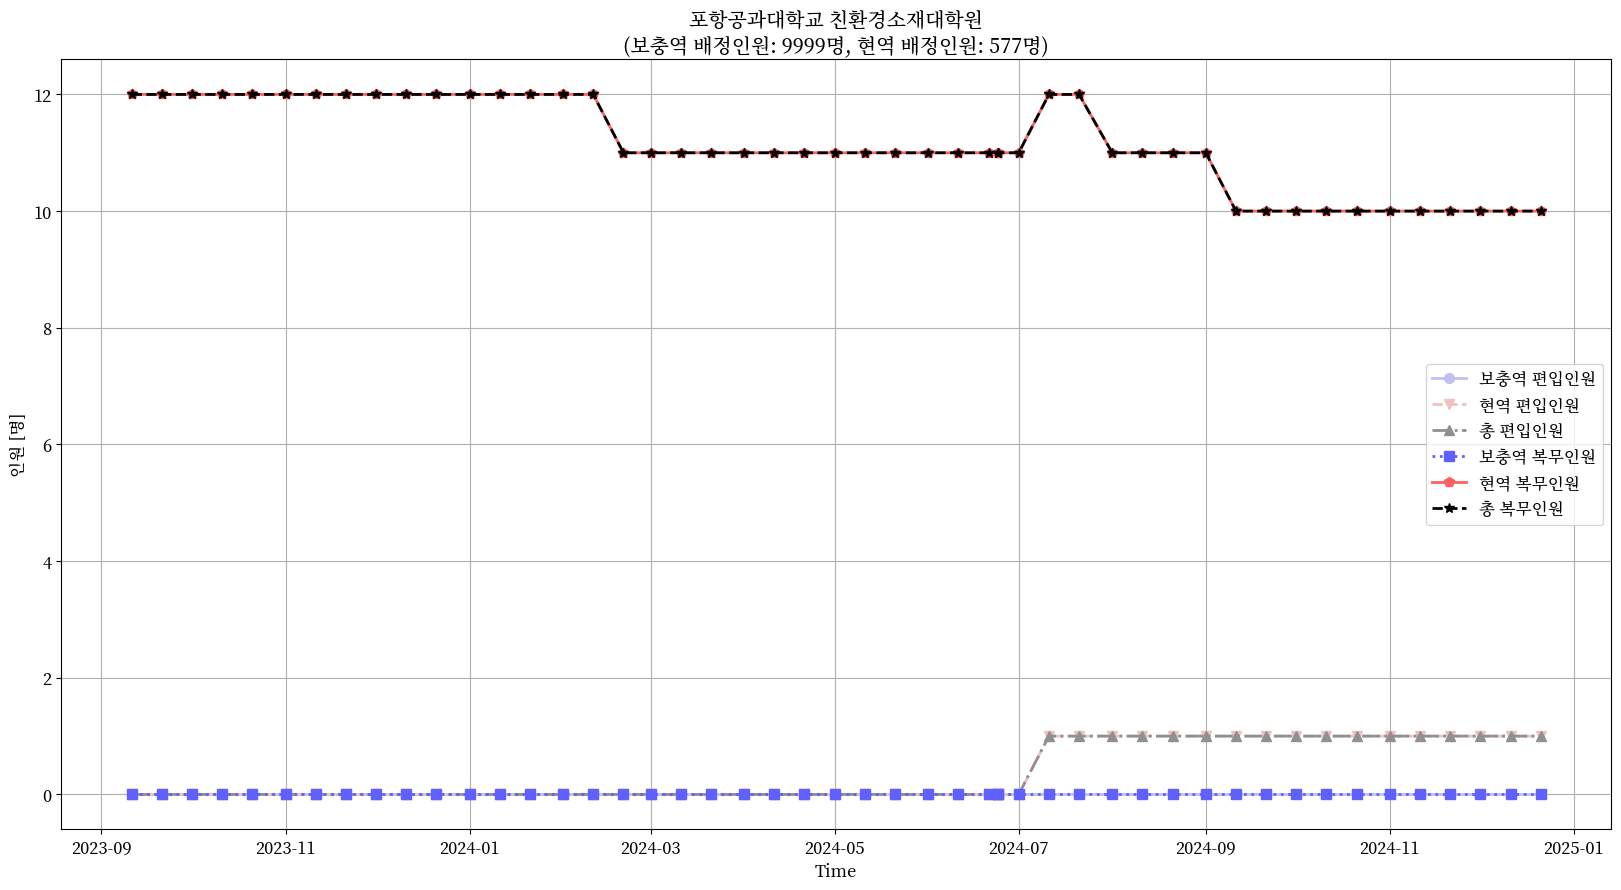 포항공과대학교 친환경소재대학원
(보충역 배정인원: 9999명, 현역 배정인원: 577명)
12
10
8
6
4
2
0
인원 [명]
보충역 편입인원
현역 편입인원
총 편입인원
보충역 복무인원
현역 복무인원
총 복무인원
2023-09
2023-11
2024-01
2024-03
2024-05
2024-07
2024-09
2024-11
2025-01
Time